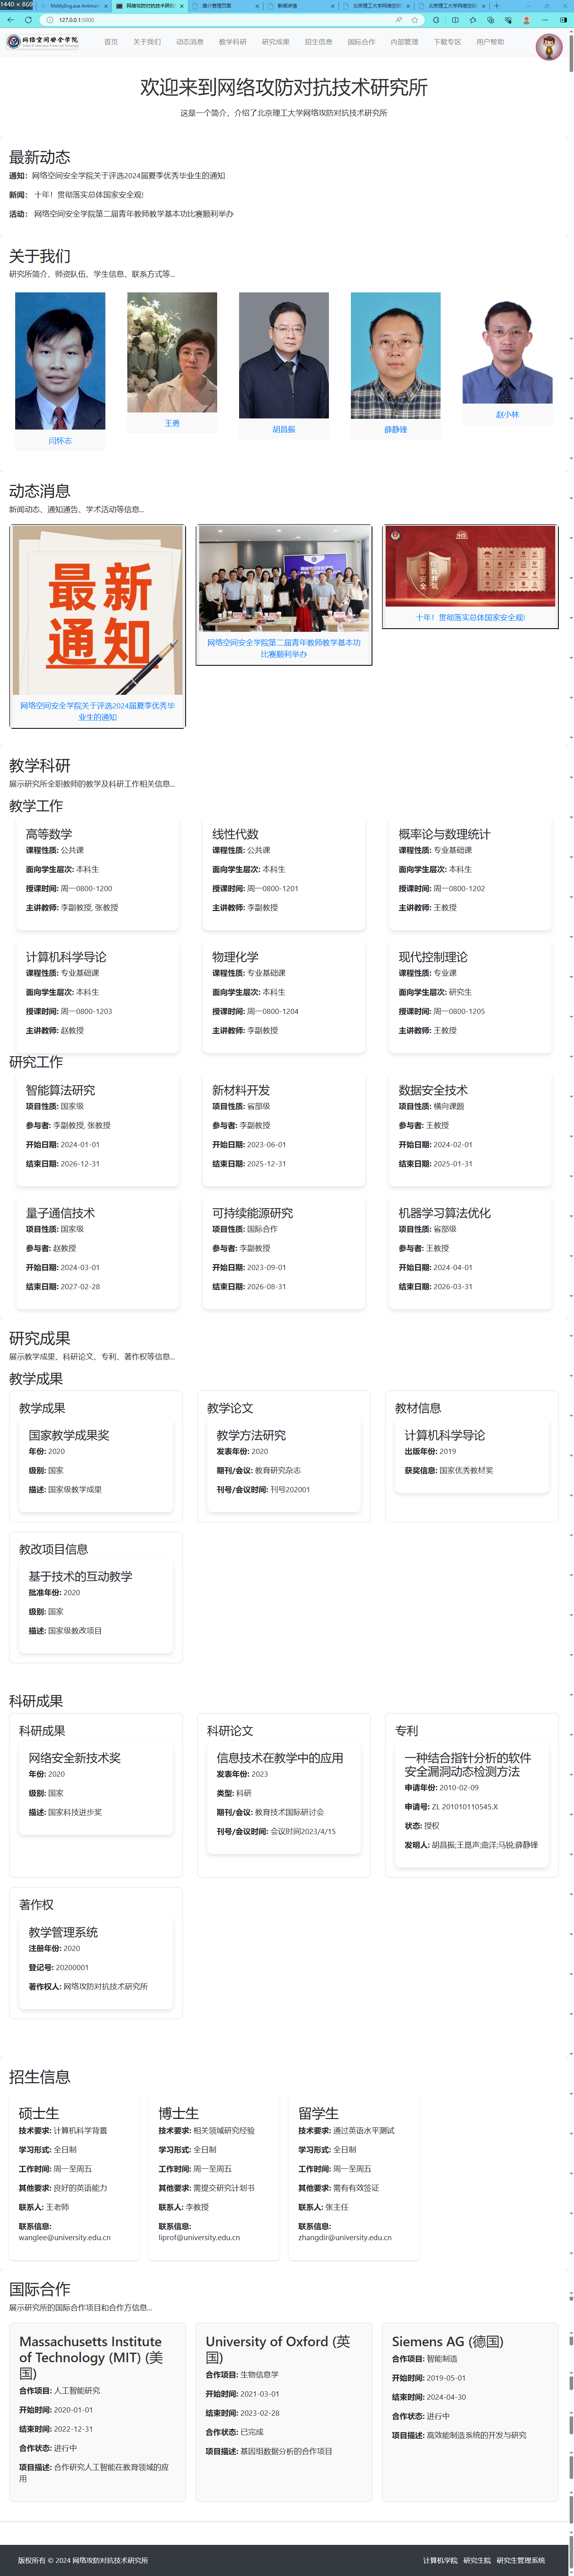 1440 × 860
网络攻防对抗技术研究
简介管理页面
新闻详情
北京理工大学网络空间
北京理工大学网络空间
127.0.0.1:5000
网络空间安全学院
首页 关于我们 动态消息 教学科研 研究成果 招生信息 国际合作 内部管理 下载专区 用户帮助
欢迎来到网络攻防对抗技术研究所
这是一个简介，介绍了北京理工大学网络攻防对抗技术研究所
最新动态
通知： 网络空间安全学院关于评选2024届夏季优秀毕业生的通知
新闻： 十年！贯彻落实总体国家安全观!
活动： 网络空间安全学院第二届青年教师教学基本功比赛顺利举办
关于我们
研究所简介、师资队伍、学生信息、联系方式等...
闫怀志
王勇
胡昌振
薛静锋
赵小林
动态消息
新闻动态、通知通告、学术活动等信息...
最新
通知
网络空间安全学院关于评选2024届夏季优秀毕
业生的通知
网络空间安全学院第二届青年教师教学基本功
比赛顺利举办
十年！贯彻落实总体国家安全观!
教学科研
展示研究所全职教师的教学及科研工作相关信息...
教学工作
高等数学
课程性质: 公共课
面向学生层次: 本科生
授课时间: 周一0800-1200
主讲教师: 李副教授, 张教授
线性代数
课程性质: 公共课
面向学生层次: 本科生
授课时间: 周一0800-1201
主讲教师: 李副教授
概率论与数理统计
课程性质: 专业基础课
面向学生层次: 本科生
授课时间: 周一0800-1202
主讲教师: 王教授
计算机科学导论
课程性质: 专业基础课
面向学生层次: 本科生
授课时间: 周一0800-1203
主讲教师: 赵教授
物理化学
课程性质: 专业基础课
面向学生层次: 本科生
授课时间: 周一0800-1204
主讲教师: 李副教授
现代控制理论
课程性质: 专业课
面向学生层次: 研究生
授课时间: 周一0800-1205
主讲教师: 王教授
研究工作
智能算法研究
项目性质: 国家级
参与者: 李副教授, 张教授
开始日期: 2024-01-01
结束日期: 2026-12-31
新材料开发
项目性质: 省部级
参与者: 李副教授
开始日期: 2023-06-01
结束日期: 2025-12-31
数据安全技术
项目性质: 横向课题
参与者: 王教授
开始日期: 2024-02-01
结束日期: 2025-01-31
量子通信技术
项目性质: 国家级
参与者: 赵教授
开始日期: 2024-03-01
结束日期: 2027-02-28
可持续能源研究
项目性质: 国际合作
参与者: 李副教授
开始日期: 2023-09-01
结束日期: 2026-08-31
机器学习算法优化
项目性质: 省部级
参与者: 王教授
开始日期: 2024-04-01
结束日期: 2026-03-31
研究成果
展示教学成果、科研论文、专利、著作权等信息...
教学成果
教学成果
国家教学成果奖
年份: 2020
级别: 国家
描述: 国家级教学成果
教学论文
教学方法研究
发表年份: 2020
期刊/会议: 教育研究杂志
刊号/会议时间: 刊号202001
教材信息
计算机科学导论
出版年份: 2019
获奖信息: 国家优秀教材奖
教改项目信息
基于技术的互动教学
批准年份: 2020
级别: 国家
描述: 国家级教改项目
科研成果
科研成果
网络安全新技术奖
年份: 2020
级别: 国家
描述: 国家科技进步奖
科研论文
信息技术在教学中的应用
发表年份: 2023
类型: 科研
期刊/会议: 教育技术国际研讨会
刊号/会议时间: 会议时间2023/4/15
专利
一种结合指针分析的软件
安全漏洞动态检测方法
申请年份: 2010-02-09
申请号: ZL 201010110545.X
状态: 授权
发明人: 胡昌振;王崑声;曲洋;马锐;薛静锋
著作权
教学管理系统
注册年份: 2020
登记号: 20200001
著作权人: 网络攻防对抗技术研究所
招生信息
硕士生
技术要求: 计算机科学背景
学习形式: 全日制
工作时间: 周一至周五
其他要求: 良好的英语能力
联系人: 王老师
联系信息:
wanglee@university.edu.cn
博士生
技术要求: 相关领域研究经验
学习形式: 全日制
工作时间: 周一至周五
其他要求: 需提交研究计划书
联系人: 李教授
联系信息:
liprof@university.edu.cn
留学生
技术要求: 通过英语水平测试
学习形式: 全日制
工作时间: 周一至周五
其他要求: 需有有效签证
联系人: 张主任
联系信息:
zhangdir@university.edu.cn
国际合作
展示研究所的国际合作项目和合作方信息...
Massachusetts Institute
of Technology (MIT) (美
国)
合作项目: 人工智能研究
开始时间: 2020-01-01
结束时间: 2022-12-31
合作状态: 进行中
项目描述: 合作研究人工智能在教育领域的应
用
University of Oxford (英
国)
合作项目: 生物信息学
开始时间: 2021-03-01
结束时间: 2023-02-28
合作状态: 已完成
项目描述: 基因组数据分析的合作项目
Siemens AG (德国)
合作项目: 智能制造
开始时间: 2019-05-01
结束时间: 2024-04-30
合作状态: 进行中
项目描述: 高效能制造系统的开发与研究
版权所有 © 2024 网络攻防对抗技术研究所
计算机学院 研究生院 研究生管理系统